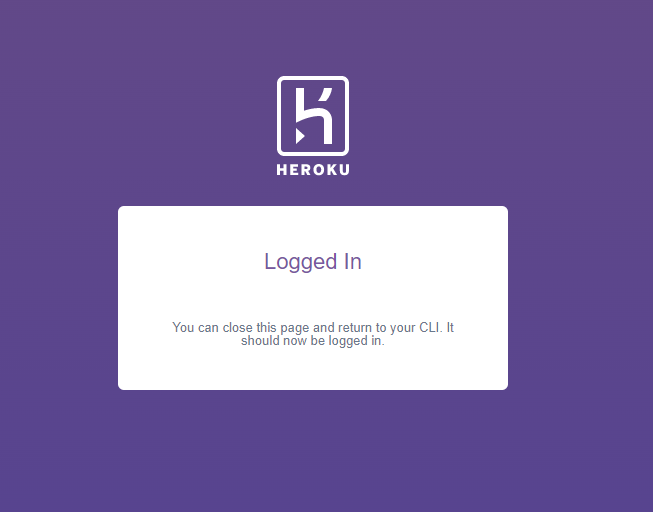 HEROKU
Logged In
You can close this page and return to your CLI. It
should now be logged in.